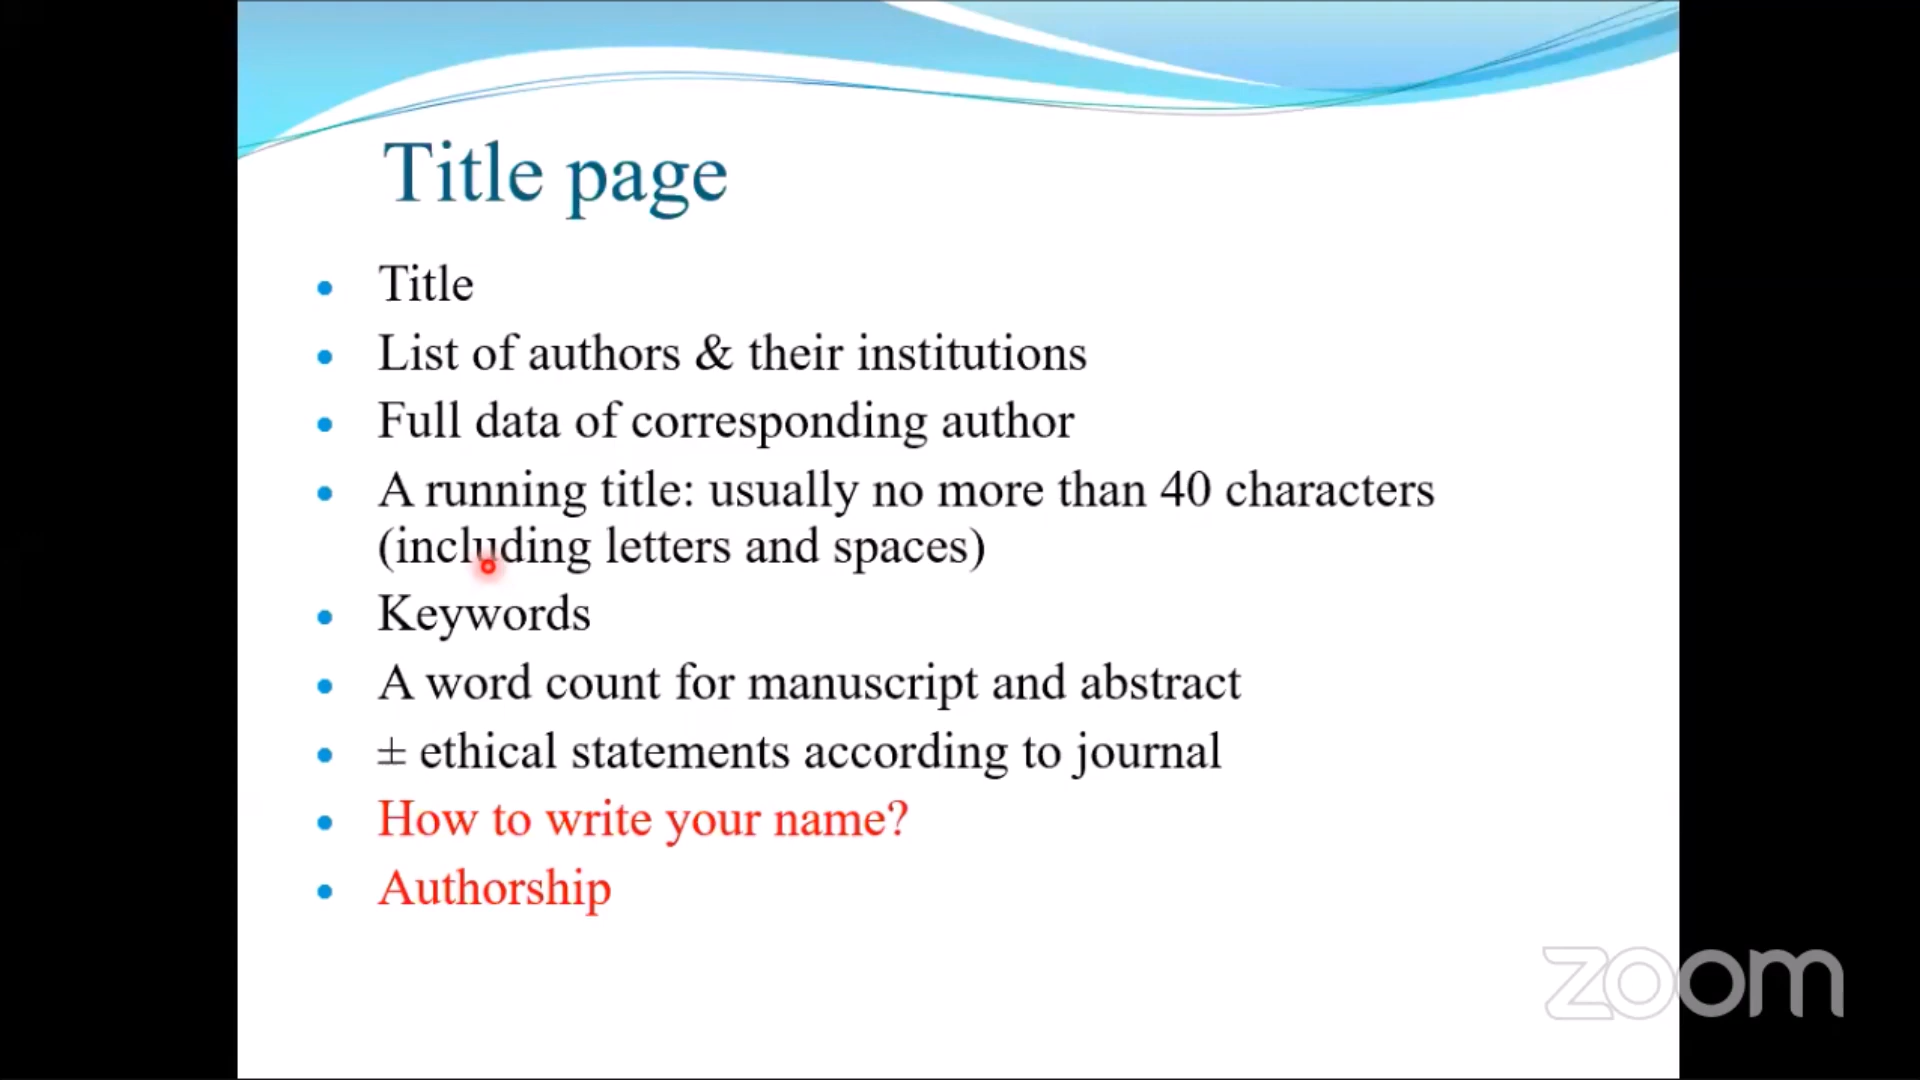 Title page
• Title
• List of authors & their institutions
• Full data of corresponding author
• A running title: usually no more than 40 characters
(including letters and spaces)
• Keywords
• A word count for manuscript and abstract
• ± ethical statements according to journal
• How to write your name?
• Authorship
zoom